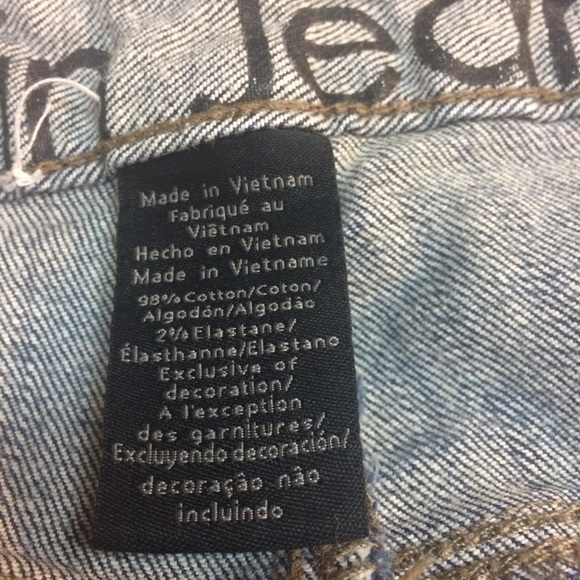 Jean
Made in Vietnam
Fabriqué au
Viêtnam
Hecho en Vietnam
Made in Vietname
98% Cotton/Coton/
Algodón/Algodão
2% Elastane/
Élasthanne/Elastano
Exclusive of
decoration/
A l'exception
des garnitures/
Excluyendo decoración/
decoração não
incluindo